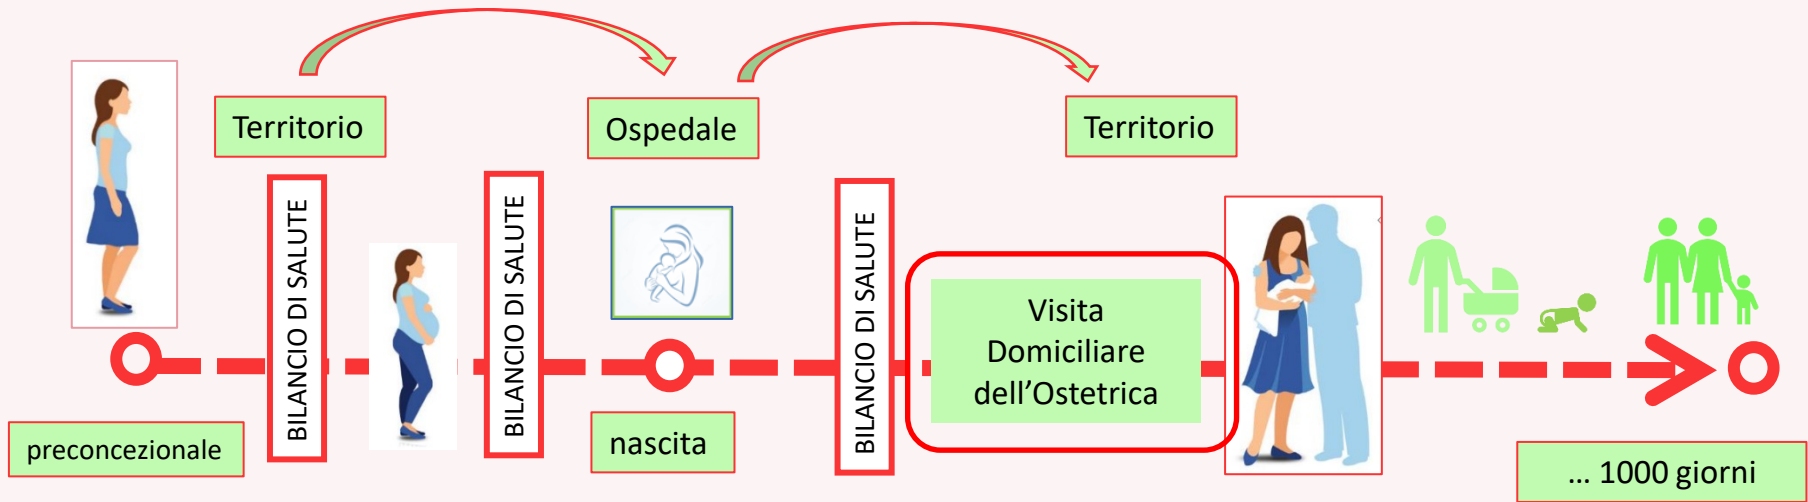 Territorio
Ospedale
Territorio
BILANCIO DI SALUTE
BILANCIO DI SALUTE
BILANCIO DI SALUTE
Visita
Domiciliare
dell’Ostetrica
preconcezionale
nascita
... 1000 giorni